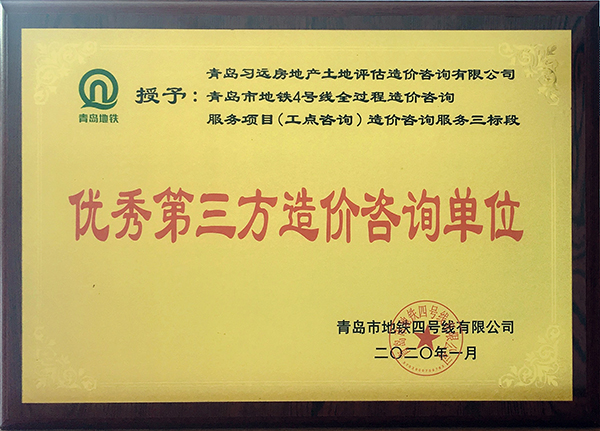 青岛习远房地产土地评估造价咨询有限公司
授予：青岛市地铁4号线全过程造价咨询
服务项目（工点咨询）造价咨询服务三标段
青岛地铁
优秀第三方造价咨询单位
青岛市地铁四号线有限公司
二〇二〇年一月